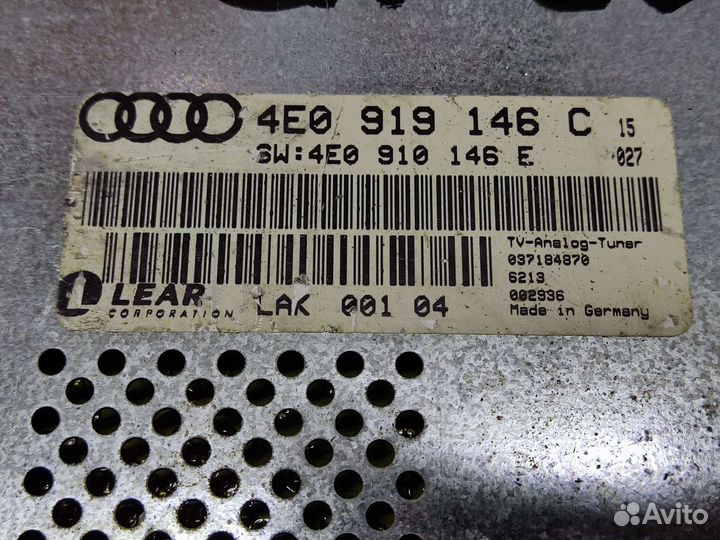 4E0 919 146 C 15
SW:4E0 910 146 E 027
TV-Analog-Tuner
037184870
6213
002936
Made in Germany
LEAR
CORPORATION
LAK 001 04
Avito